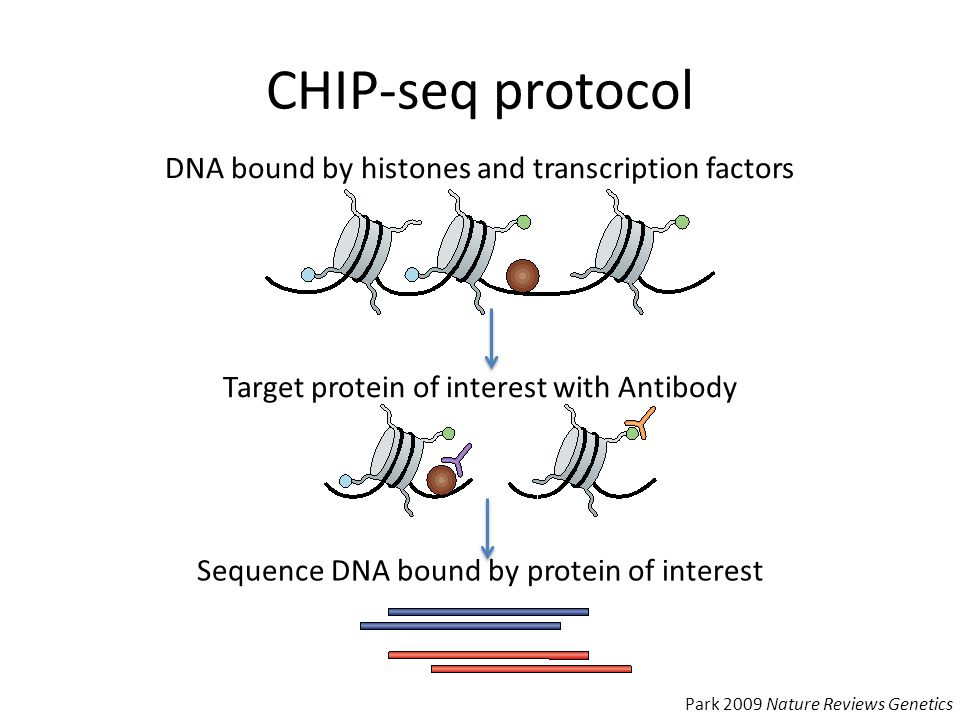 CHIP-seq protocol
DNA bound by histones and transcription factors
Target protein of interest with Antibody
Sequence DNA bound by protein of interest
Park 2009 Nature Reviews Genetics